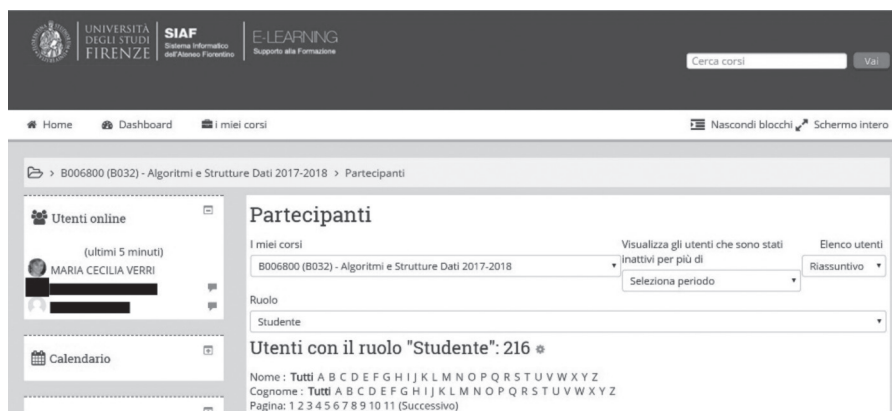 UNIVERSITÀ
DEGLI STUDI
FIRENZE
SIAF
Sistema Informatico
dell'Ateneo Fiorentino
E-LEARNING
Supporto alla Formazione
Cerca corsi
Vai
Home
Dashboard
i miei corsi
Nascondi blocchi
Schermo intero
> B006800 (B032) - Algoritmi e Strutture Dati 2017-2018 > Partecipanti
Utenti online
(ultimi 5 minuti)
MARIA CECILIA VERRI
Calendario
Partecipanti
I miei corsi
B006800 (B032) - Algoritmi e Strutture Dati 2017-2018
Visualizza gli utenti che sono stati
inattivi per più di
Seleziona periodo
Elenco utenti
Riassuntivo
Ruolo
Studente
Utenti con il ruolo "Studente": 216
Nome : Tutti A B C D E F G H I J K L M N O P Q R S T U V W X Y Z
Cognome : Tutti A B C D E F G H I J K L M N O P Q R S T U V W X Y Z
Pagina: 1 2 3 4 5 6 7 8 9 10 11 (Successivo)